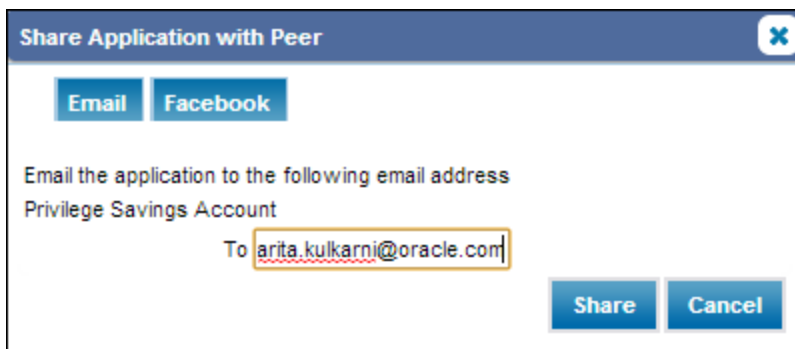 Share Application with Peer
Email Facebook
Email the application to the following email address
Privilege Savings Account
To arita.kulkarni@oracle.com
Share Cancel